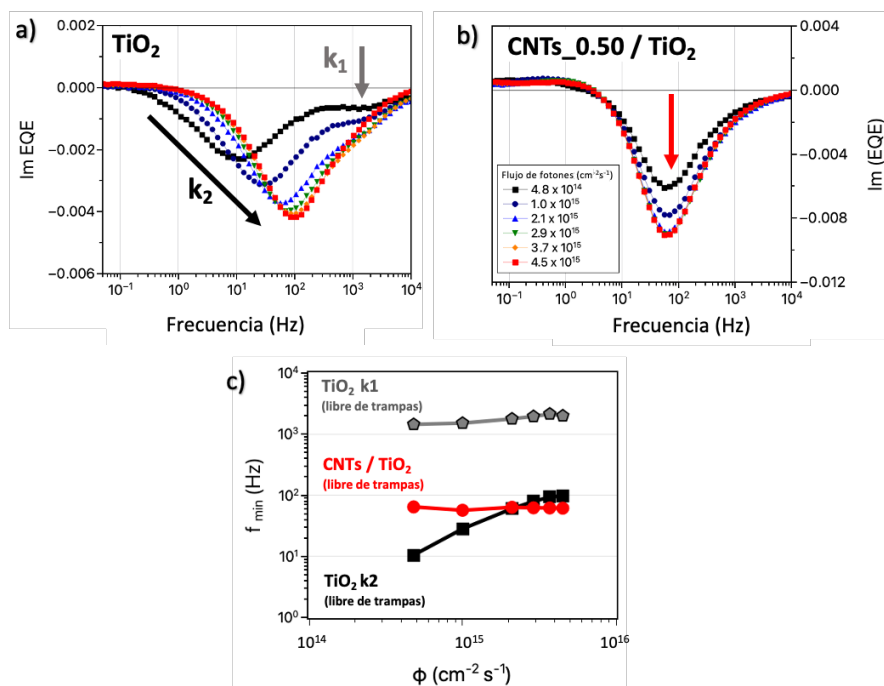 a)
TiO₂
k₁
k₂
0.002
0.000
−0.002
−0.004
−0.006
Im EQE
10⁻¹ 10⁰ 10¹ 10² 10³ 10⁴
Frecuencia (Hz)
b)
CNTs_0.50 / TiO₂
0.004
0.000
−0.004
−0.008
−0.012
Im (EQE)
Flujo de fotones (cm⁻²s⁻¹)
4.8 x 10¹⁴
1.0 x 10¹⁵
2.1 x 10¹⁵
2.9 x 10¹⁵
3.7 x 10¹⁵
4.5 x 10¹⁵
10⁻¹ 10⁰ 10¹ 10² 10³ 10⁴
Frecuencia (Hz)
c)
10⁴
10³
10²
10¹
10⁰
f min (Hz)
TiO₂ k1
(libre de trampas)
CNTs / TiO₂
(libre de trampas)
TiO₂ k2
(libre de trampas)
10¹⁴ 10¹⁵ 10¹⁶
ϕ (cm⁻² s⁻¹)